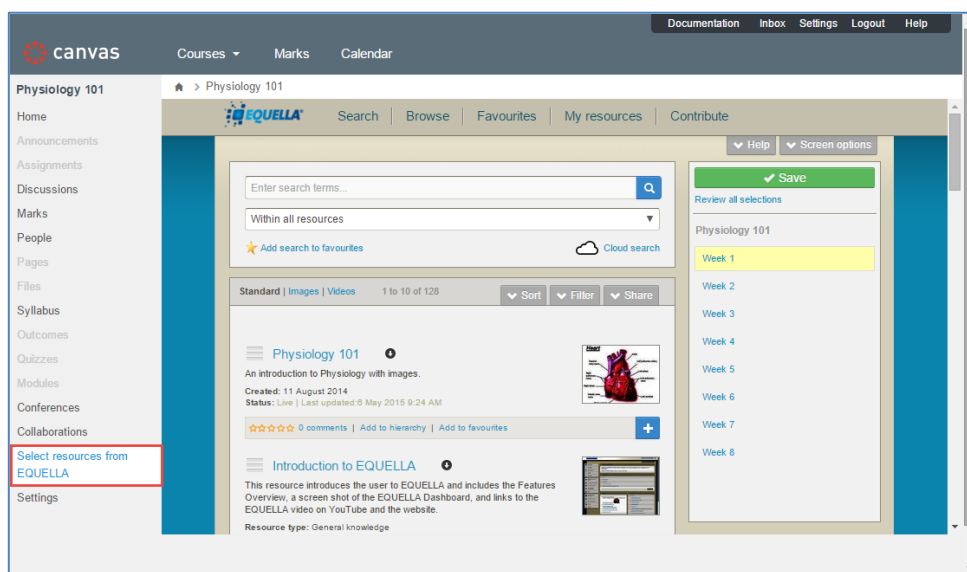 Documentation Inbox Settings Logout Help
canvas Courses Marks Calendar
Physiology 101
Home
Announcements
Assignments
Discussions
Marks
People
Pages
Files
Syllabus
Outcomes
Quizzes
Modules
Conferences
Collaborations
Select resources from
EQUELLA
Settings
> Physiology 101
EQUELLA Search | Browse | Favourites | My resources | Contribute
Help Screen options
Enter search terms...
Within all resources
Add search to favourites Cloud search
Standard | Images | Videos 1 to 10 of 128 Sort Filter Share
Physiology 101
Heart
An introduction to Physiology with images.
Created: 11 August 2014
Status: Live | Last updated:6 May 2015 9:24 AM
0 comments | Add to hierarchy | Add to favourites +
Introduction to EQUELLA
This resource introduces the user to EQUELLA and includes the Features
Overview, a screen shot of the EQUELLA Dashboard, and links to the
EQUELLA video on YouTube and the website.
Resource type: General knowledge
Save
Review all selections
Physiology 101
Week 1
Week 2
Week 3
Week 4
Week 5
Week 6
Week 7
Week 8